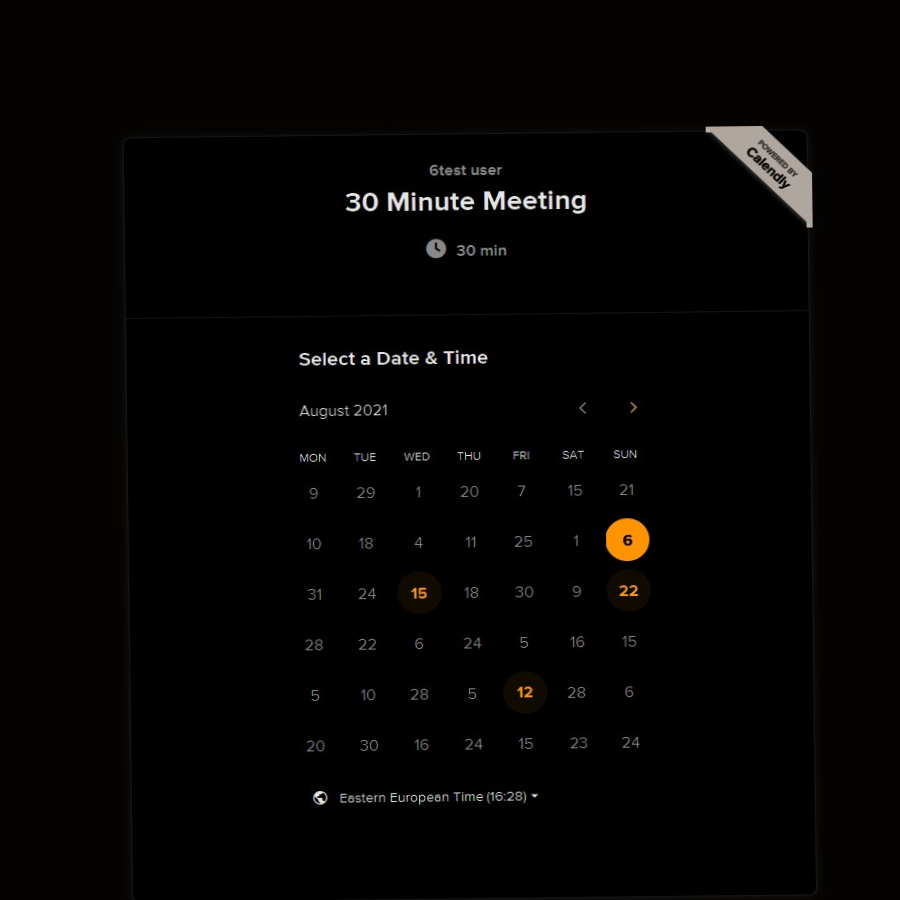 POWERED BY
Calendly
6test user
30 Minute Meeting
30 min
Select a Date & Time
August 2021
MON TUE WED THU FRI SAT SUN
9 29 1 20 7 15 21
10 18 4 11 25 1 6
31 24 15 18 30 9 22
28 22 6 24 5 16 15
5 10 28 5 12 28 6
20 30 16 24 15 23 24
Eastern European Time (16:28)